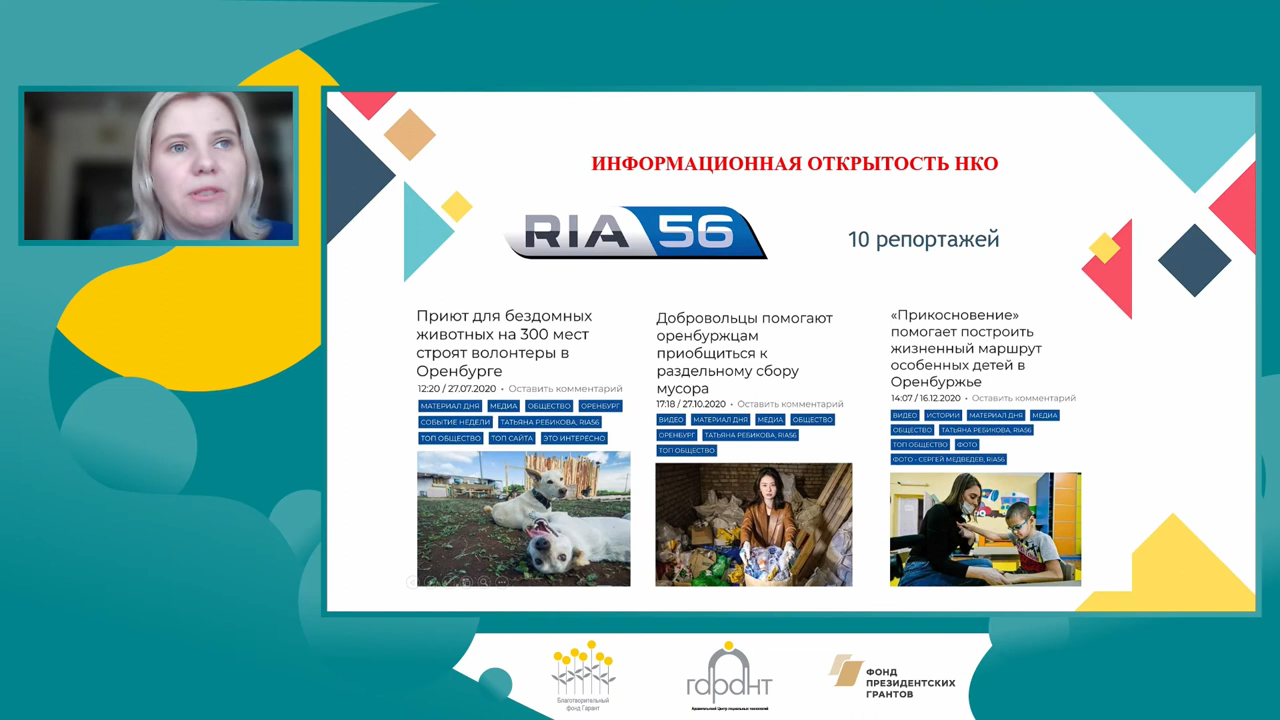 ИНФОРМАЦИОННАЯ ОТКРЫТОСТЬ НКО
RIA 56
10 репортажей
Приют для бездомных
животных на 300 мест
строят волонтеры в
Оренбурге
12:20 / 27.07.2020 • Оставить комментарий
МАТЕРИАЛ ДНЯ МЕДИА ОБЩЕСТВО ОРЕНБУРГ
СОБЫТИЕ НЕДЕЛИ ТАТЬЯНА РЕБИКОВА, RIA56
ТОП ОБЩЕСТВО ТОП САЙТА ЭТО ИНТЕРЕСНО
Добровольцы помогают
оренбуржцам
приобщиться к
раздельному сбору
мусора
17:18 / 27.10.2020 • Оставить комментарий
ВИДЕО МАТЕРИАЛ ДНЯ МЕДИА ОБЩЕСТВО
ОРЕНБУРГ ТАТЬЯНА РЕБИКОВА, RIA56
ТОП ОБЩЕСТВО
«Прикосновение»
помогает построить
жизненный маршрут
особенных детей в
Оренбуржье
14:07 / 16.12.2020 • Оставить комментарий
ВИДЕО ИСТОРИИ МАТЕРИАЛ ДНЯ МЕДИА
ОБЩЕСТВО ТАТЬЯНА РЕБИКОВА, RIA56
ТОП ОБЩЕСТВО ФОТО
ФОТО - СЕРГЕЙ МЕДВЕДЕВ, RIA56
Благотворительный
фонд Гарант
гарант
Архангельский Центр социальных технологий
ФОНД
ПРЕЗИДЕНТСКИХ
ГРАНТОВ